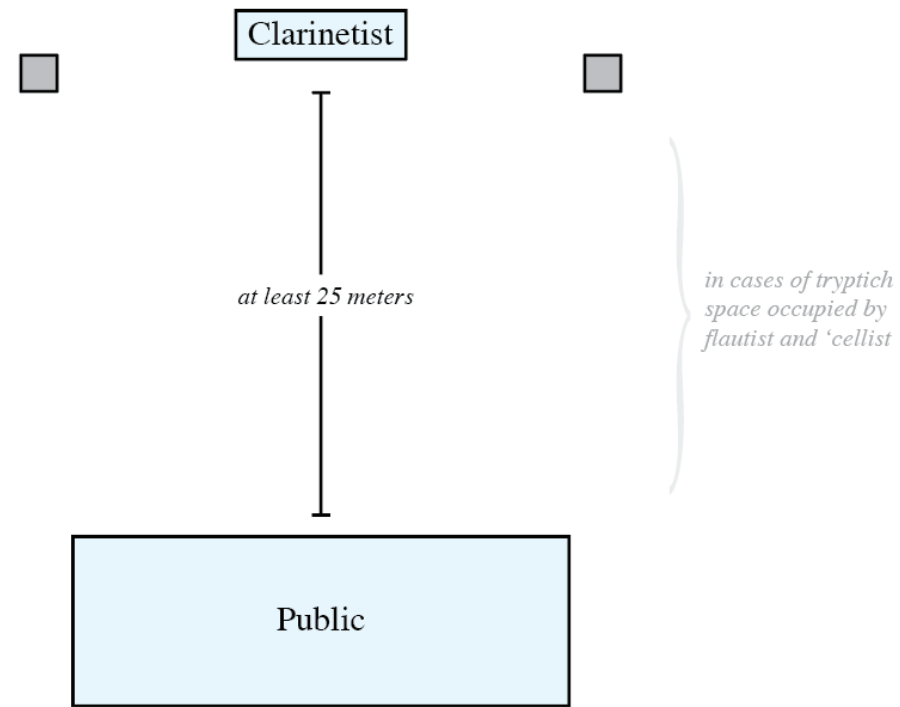 Clarinetist
at least 25 meters
in cases of tryptich
space occupied by
flautist and ‘cellist
Public